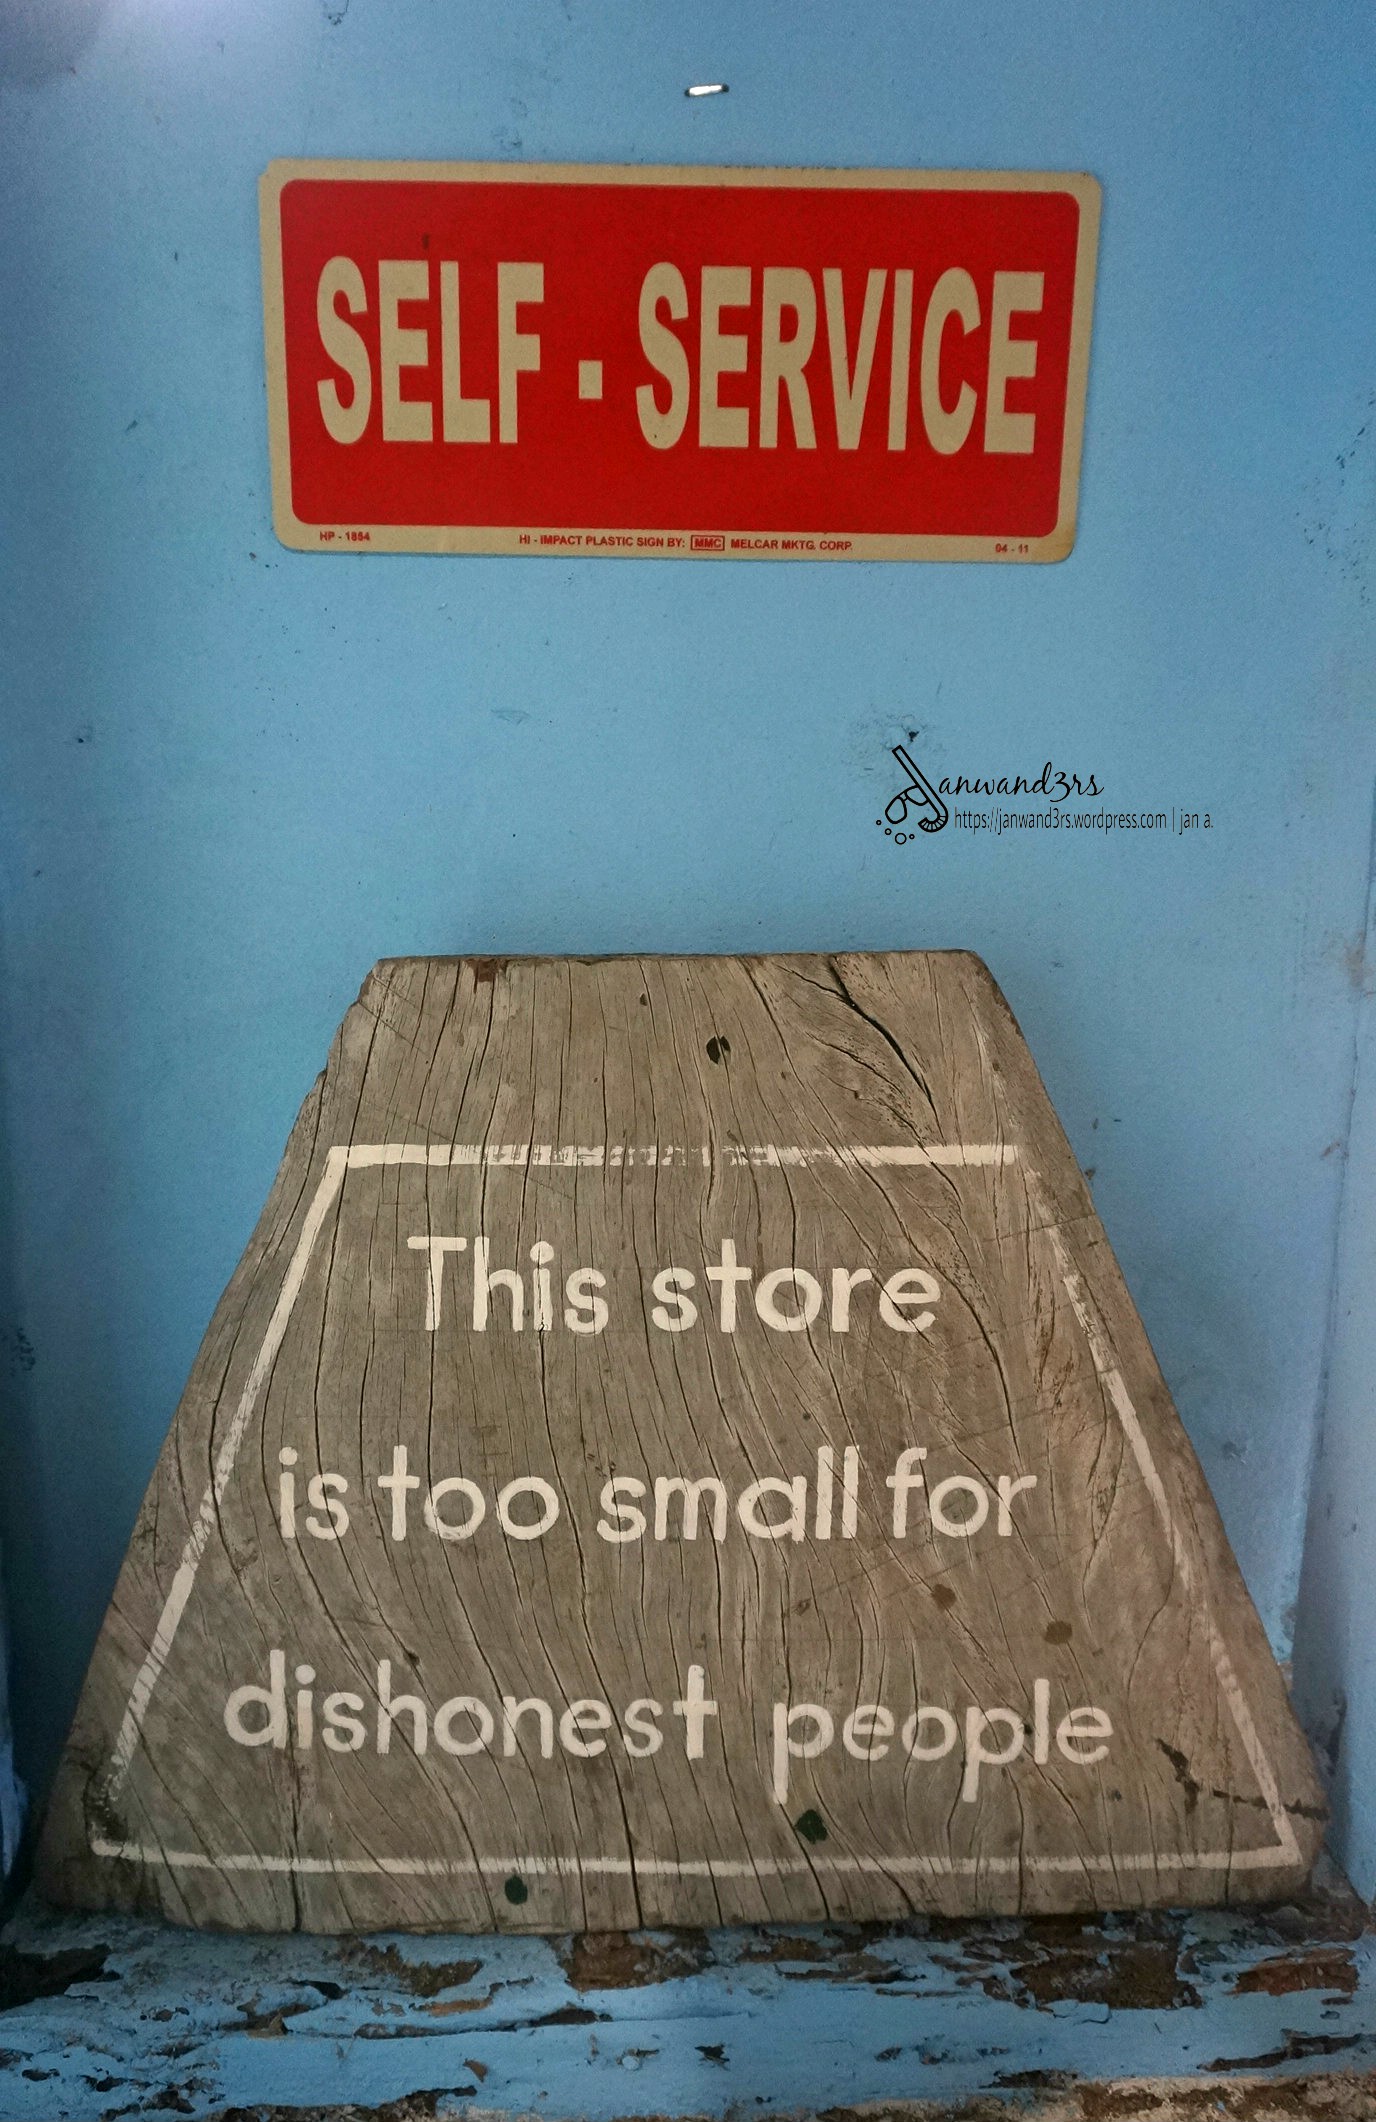 SELF - SERVICE
HP - 1854
HI - IMPACT PLASTIC SIGN BY: MMC MELCAR MKTG. CORP.
04 - 11
Janwand3rs
https://janwand3rs.wordpress.com | jan a.
This store
is too small for
dishonest people